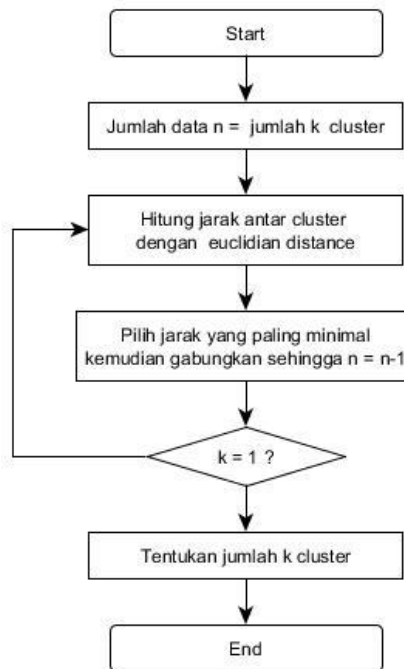 Start
Jumlah data n = jumlah k cluster
Hitung jarak antar cluster
dengan euclidian distance
Pilih jarak yang paling minimal
kemudian gabungkan sehingga n = n-1
k = 1 ?
Tentukan jumlah k cluster
End